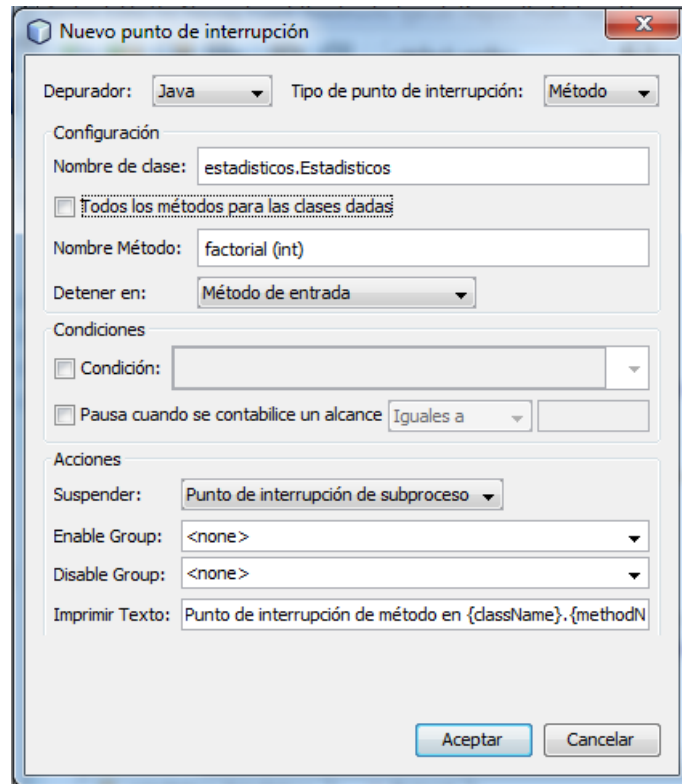 Nuevo punto de interrupción
Depurador: Java Tipo de punto de interrupción: Método
Configuración
Nombre de clase: estadisticos.Estadisticos
Todos los métodos para las clases dadas
Nombre Método: factorial (int)
Detener en: Método de entrada
Condiciones
Condición:
Pausa cuando se contabilice un alcance Iguales a
Acciones
Suspender: Punto de interrupción de subproceso
Enable Group: <none>
Disable Group: <none>
Imprimir Texto: Punto de interrupción de método en {className}.{methodN
Aceptar Cancelar